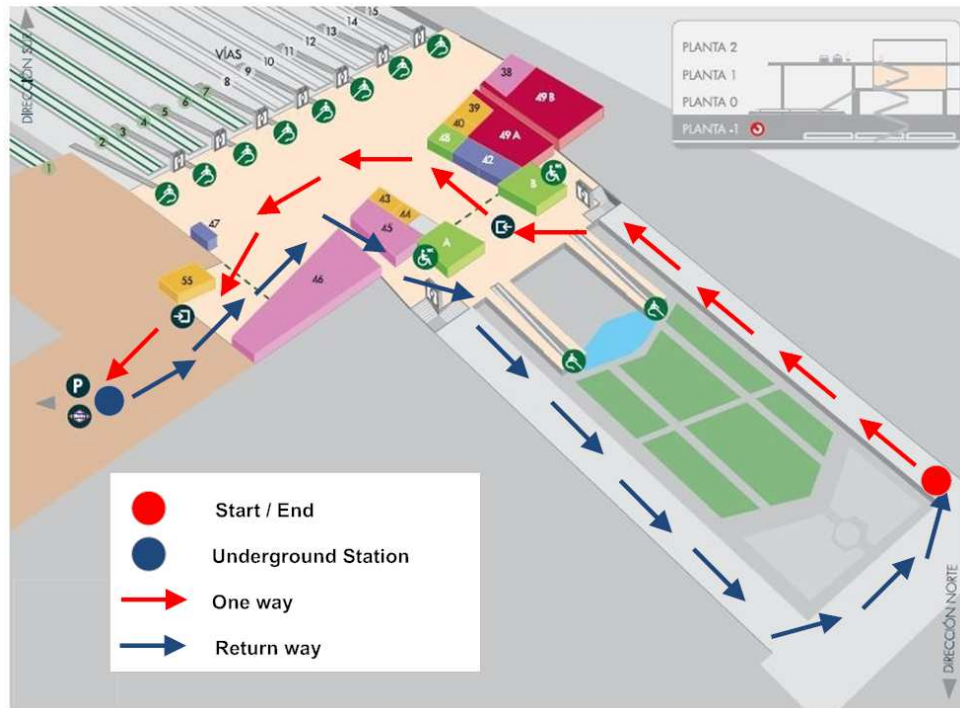 DIRECCIÓN SUR
VÍAS
1
2
3
4
5
6
7
8
9
10
11
12
13
14
15
38
49 B
39
40
49 A
48
42
B
43
44
45
A
47
46
55
P
PLANTA 2
PLANTA 1
PLANTA 0
PLANTA -1
DIRECCIÓN NORTE
Start / End
Underground Station
One way
Return way